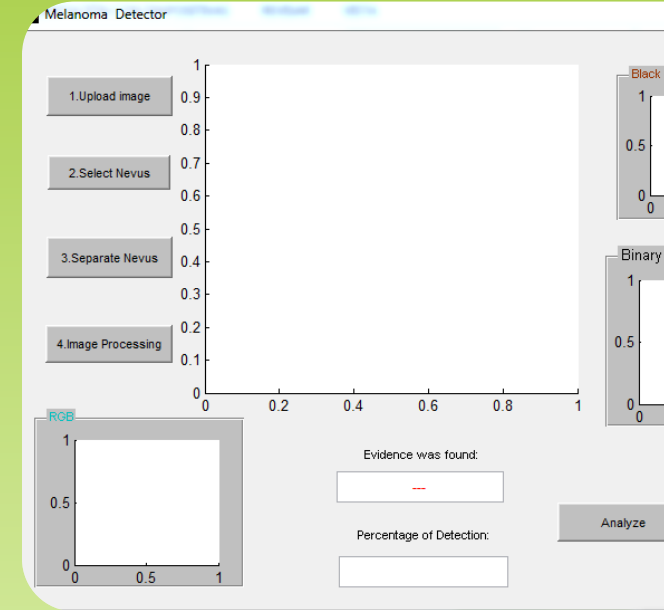 Melanoma Detector
1.Upload image
2.Select Nevus
3.Separate Nevus
4.Image Processing
1
0.9
0.8
0.7
0.6
0.5
0.4
0.3
0.2
0.1
0
0 0.2 0.4 0.6 0.8 1
Black
1
0.5
0
0
Binary
1
0.5
0
0
RGB
1
0.5
0
0 0.5 1
Evidence was found:
---
Percentage of Detection:
Analyze